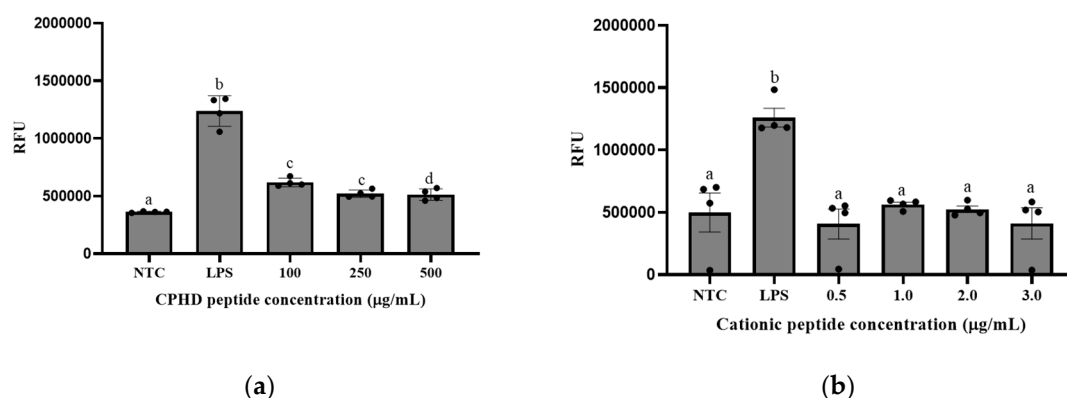 (a)
2000000
1500000
1000000
500000
0
RFU
a
b
c
c
d
NTC LPS 100 250 500
CPHD peptide concentration (µg/mL)
(a)
(b)
2000000
1500000
1000000
500000
0
RFU
a
b
a
a
a
a
NTC LPS 0.5 1.0 2.0 3.0
Cationic peptide concentration (µg/mL)
(b)